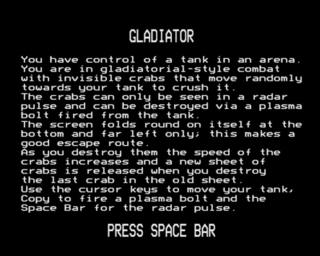 GLADIATOR
You have control of a tank in an arena.
You are in gladiatorial-style combat
with invisible crabs that move randomly
towards your tank to crush it.
The crabs can only be seen in a radar
pulse and can be destroyed via a plasma
bolt fired from the tank.
The screen folds round on itself at the
bottom and far left only; this makes a
good escape route.
As you destroy them the speed of the
crabs increases and a new sheet of
crabs is released when you destroy
the last crab in the old sheet.
Use the cursor keys to move your tank,
Copy to fire a plasma bolt and the
Space Bar for the radar pulse.
PRESS SPACE BAR